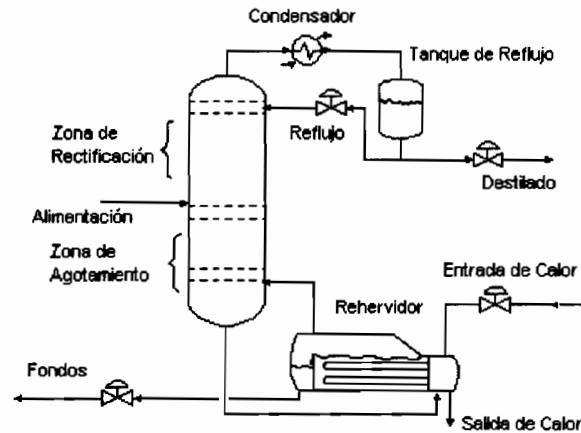 Condensador
Tanque de Reflujo
Zona de
Rectificación
Reflujo
Destilado
Alimentación
Zona de
Agotamiento
Entrada de Calor
Rehervidor
Fondos
Salida de Calor